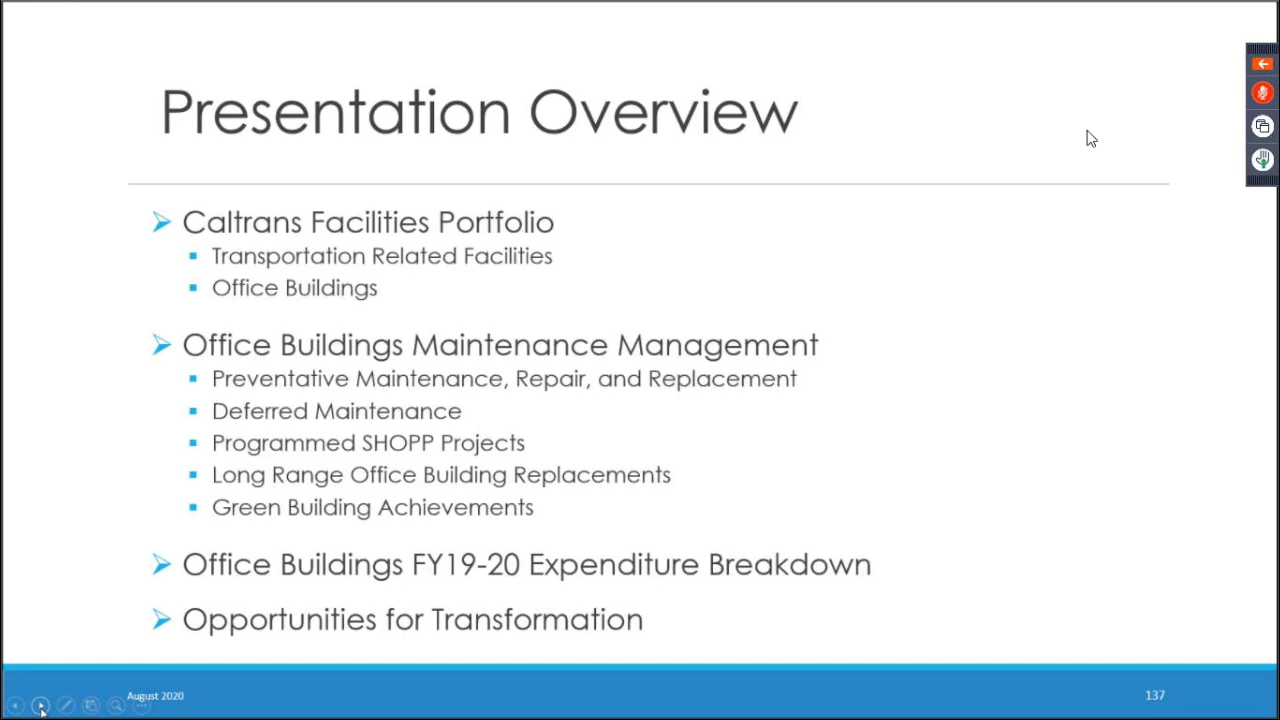 Presentation Overview
Caltrans Facilities Portfolio
Transportation Related Facilities
Office Buildings
Office Buildings Maintenance Management
Preventative Maintenance, Repair, and Replacement
Deferred Maintenance
Programmed SHOPP Projects
Long Range Office Building Replacements
Green Building Achievements
Office Buildings FY19-20 Expenditure Breakdown
Opportunities for Transformation
August 2020
137